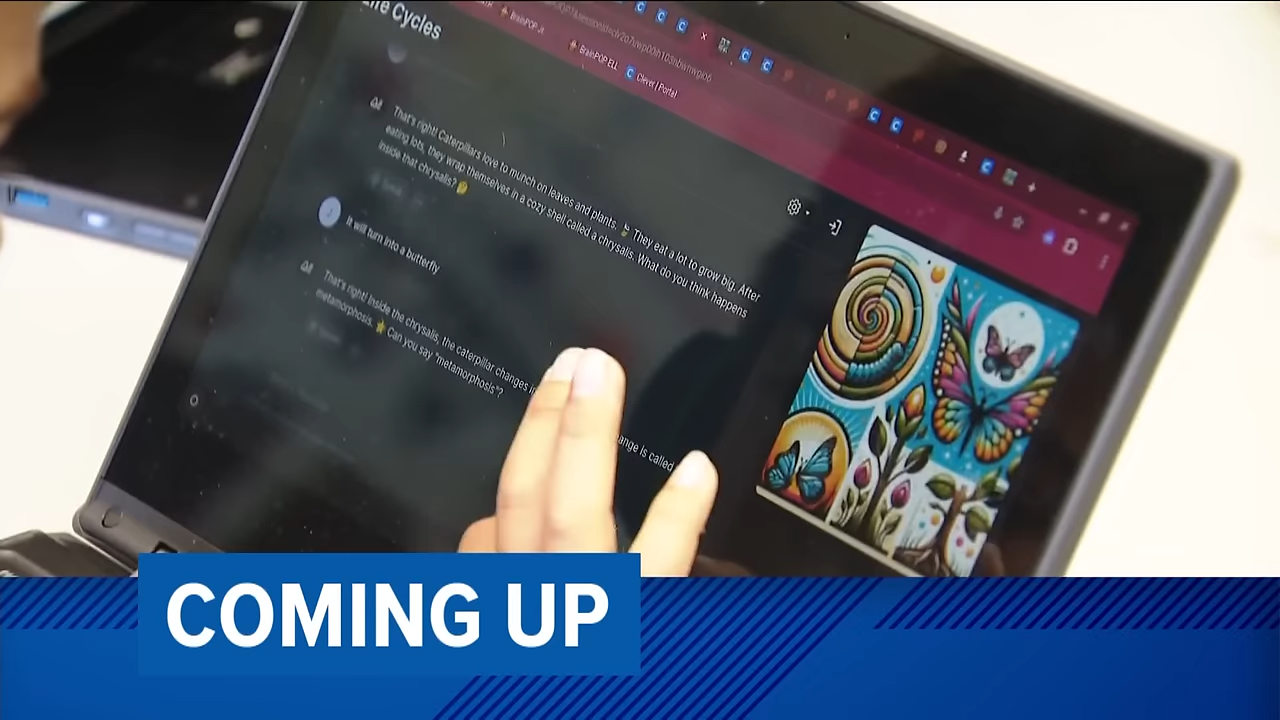 Life Cycles
BrainPOP Jr.
BrainPOP ELL
Clever | Portal
That's right! Caterpillars love to munch on leaves and plants. 🍃 They eat a lot to grow big. After
eating lots, they wrap themselves in a cozy shell called a chrysalis. What do you think happens
inside that chrysalis? 🤔
J
It will turn into a butterfly
That's right! Inside the chrysalis, the caterpillar changes in
metamorphosis. 🌟 Can you say "metamorphosis"?
ange is called
COMING UP